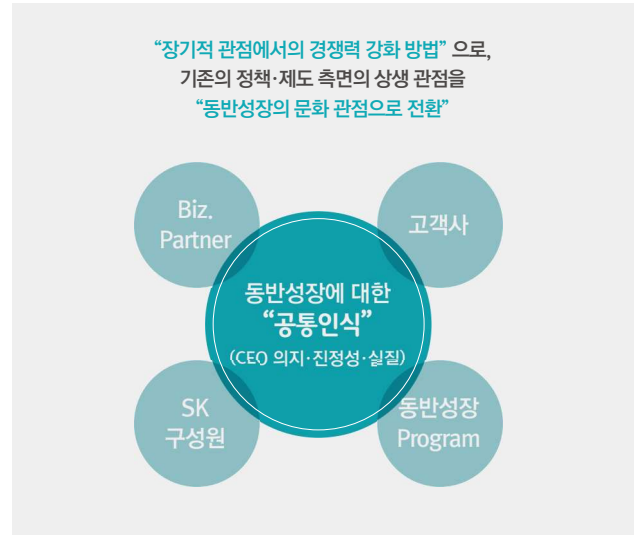 “장기적 관점에서의 경쟁력 강화 방법” 으로,
기존의 정책·제도 측면의 상생 관점을
“동반성장의 문화 관점으로 전환”
Biz.
Partner
고객사
동반성장에 대한
“공통인식”
(CEO 의지·진정성·실질)
SK
구성원
동반성장
Program